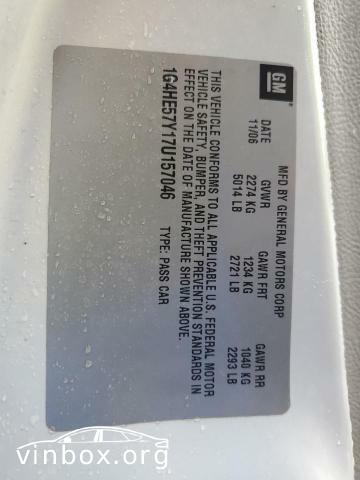 GM
MFD BY GENERAL MOTORS CORP
DATE GVWR GAWR FRT GAWR RR
11/06 2274 KG 1234 KG 1040 KG
5014 LB 2721 LB 2293 LB
THIS VEHICLE CONFORMS TO ALL APPLICABLE U.S. FEDERAL MOTOR
VEHICLE SAFETY, BUMPER, AND THEFT PREVENTION STANDARDS IN
EFFECT ON THE DATE OF MANUFACTURE SHOWN ABOVE.
1G4HE57Y17U157046 TYPE: PASS CAR
vinbox.org